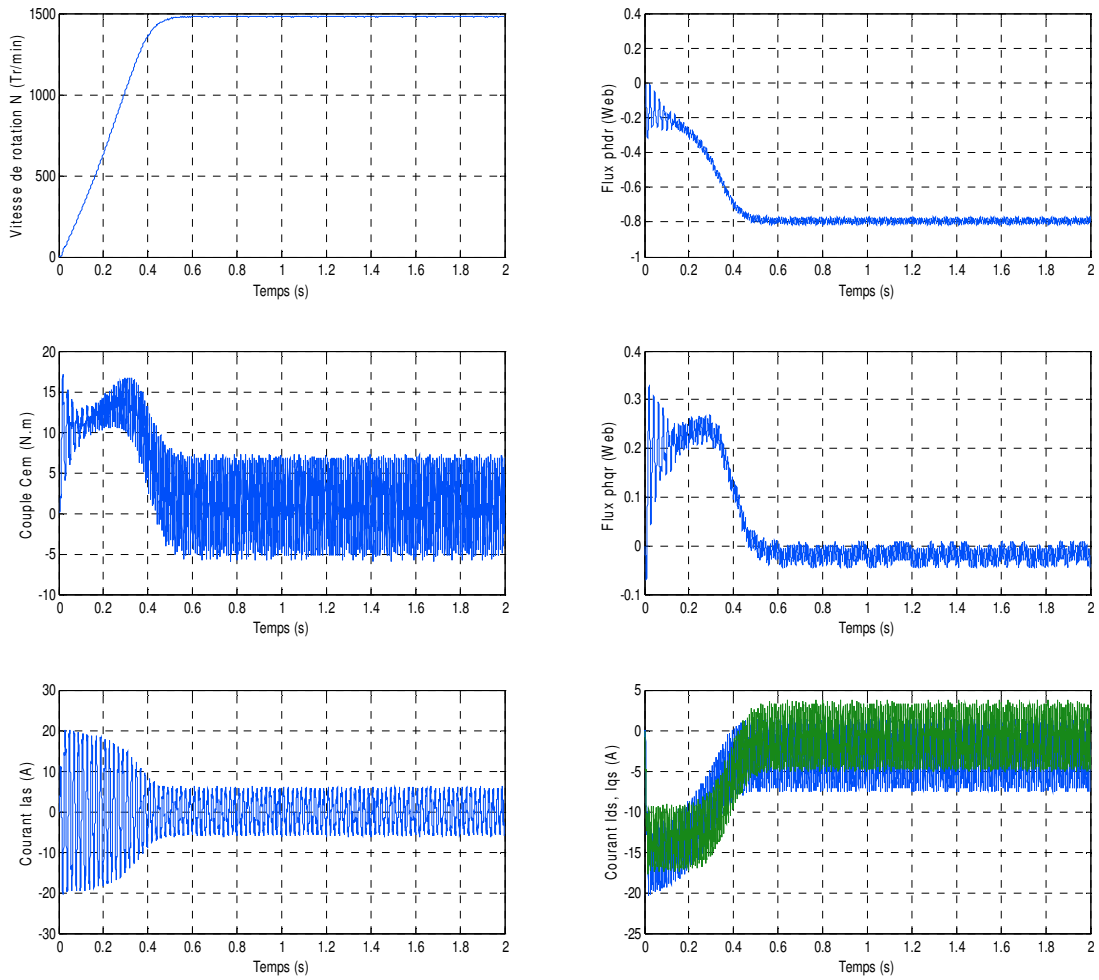 Vitesse de rotation N (Tr/min)
1500
1000
500
0
0 0.2 0.4 0.6 0.8 1 1.2 1.4 1.6 1.8 2
Temps (s)
Flux phdr (Web)
0.4
0.2
0
-0.2
-0.4
-0.6
-0.8
-1
0 0.2 0.4 0.6 0.8 1 1.2 1.4 1.6 1.8 2
Temps (s)
Couple Cem (N.m)
20
15
10
5
0
-5
-10
0 0.2 0.4 0.6 0.8 1 1.2 1.4 1.6 1.8 2
Temps (s)
Flux phqr (Web)
0.4
0.3
0.2
0.1
0
-0.1
0 0.2 0.4 0.6 0.8 1 1.2 1.4 1.6 1.8 2
Temps (s)
Courant Ias (A)
30
20
10
0
-10
-20
-30
0 0.2 0.4 0.6 0.8 1 1.2 1.4 1.6 1.8 2
Temps (s)
Courant Ids, Iqs (A)
5
0
-5
-10
-15
-20
-25
0 0.2 0.4 0.6 0.8 1 1.2 1.4 1.6 1.8 2
Temps (s)